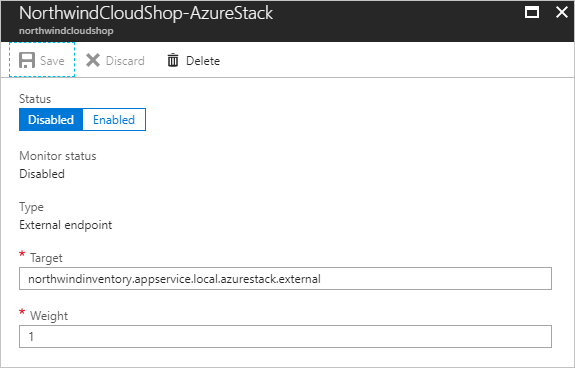 NorthwindCloudShop-AzureStack
northwindcloudshop
Save Discard Delete
Status
Disabled Enabled
Monitor status
Disabled
Type
External endpoint
* Target
northwindinventory.appservice.local.azurestack.external
* Weight
1